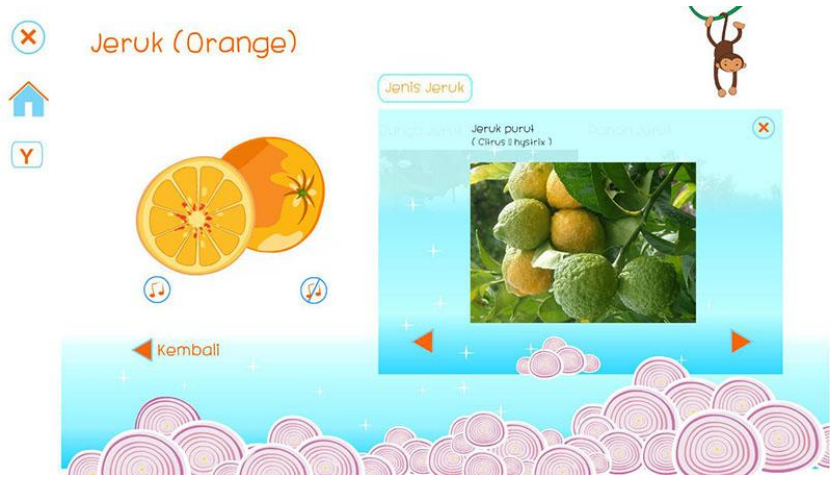 Jeruk (Orange)
Jenis Jeruk
Jeruk purut
( Citrus x hystrix )
Y
Kembali